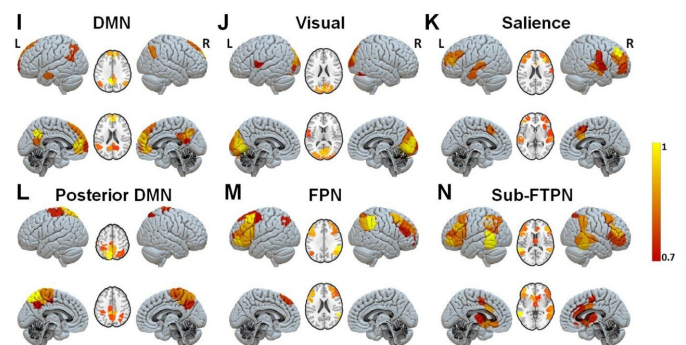 I DMN
L R
J Visual
L R
K Salience
L R
1
0.7
L Posterior DMN
M FPN
N Sub-FTPN